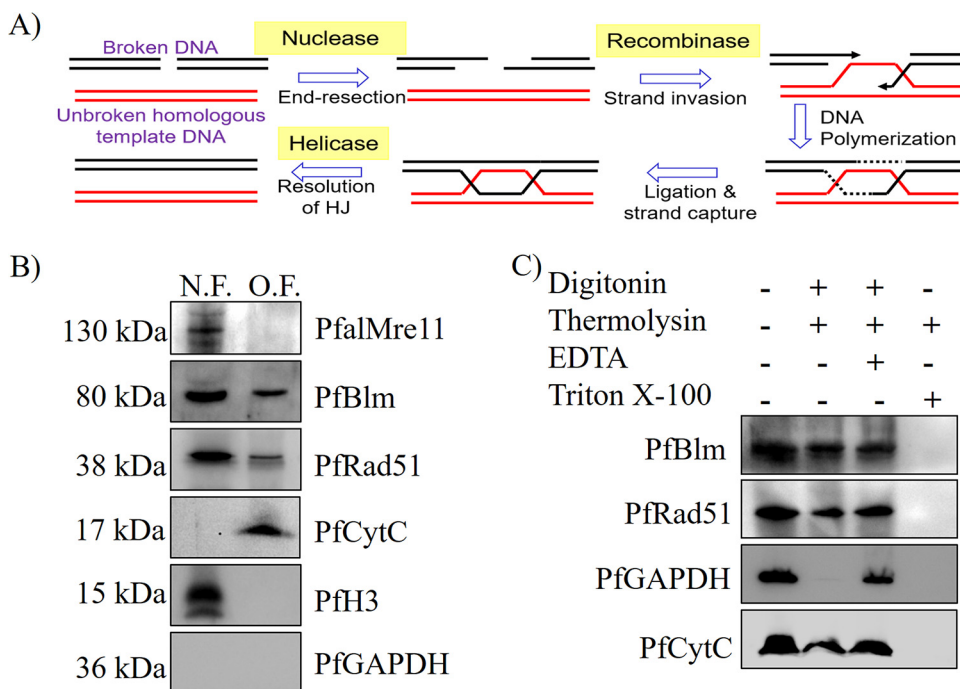 A)
Broken DNA
Nuclease
Recombinase
End-resection
Strand invasion
Unbroken homologous
template DNA
DNA
Polymerization
Helicase
Resolution
of HJ
Ligation &
strand capture
B)
N.F. O.F.
130 kDa PfalMre11
80 kDa PfBlm
38 kDa PfRad51
17 kDa PfCytC
15 kDa PfH3
36 kDa PfGAPDH
C)
Digitonin - + + -
Thermolysin - + + +
EDTA - - + -
Triton X-100 - - - +
PfBlm
PfRad51
PfGAPDH
PfCytC